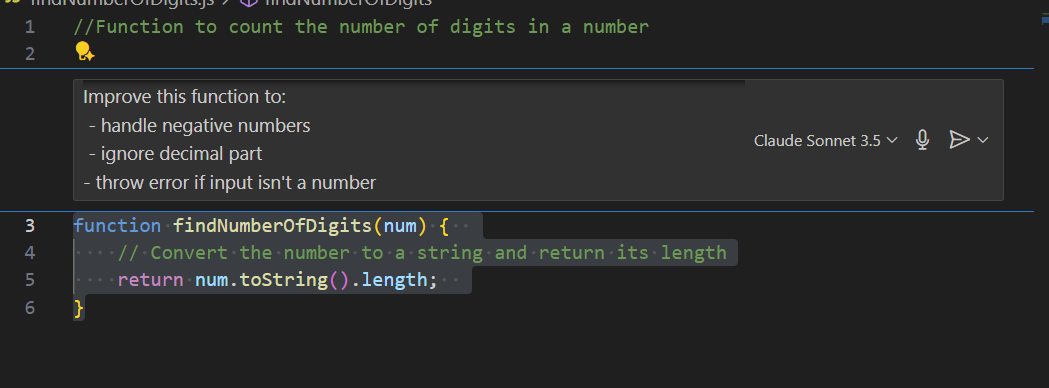 findNumberOfDigits.js > findNumberOfDigits
1 //Function to count the number of digits in a number
2
Improve this function to:
- handle negative numbers
- ignore decimal part
- throw error if input isn't a number
Claude Sonnet 3.5
3 function findNumberOfDigits(num) {
4 // Convert the number to a string and return its length
5 return num.toString().length;
6 }